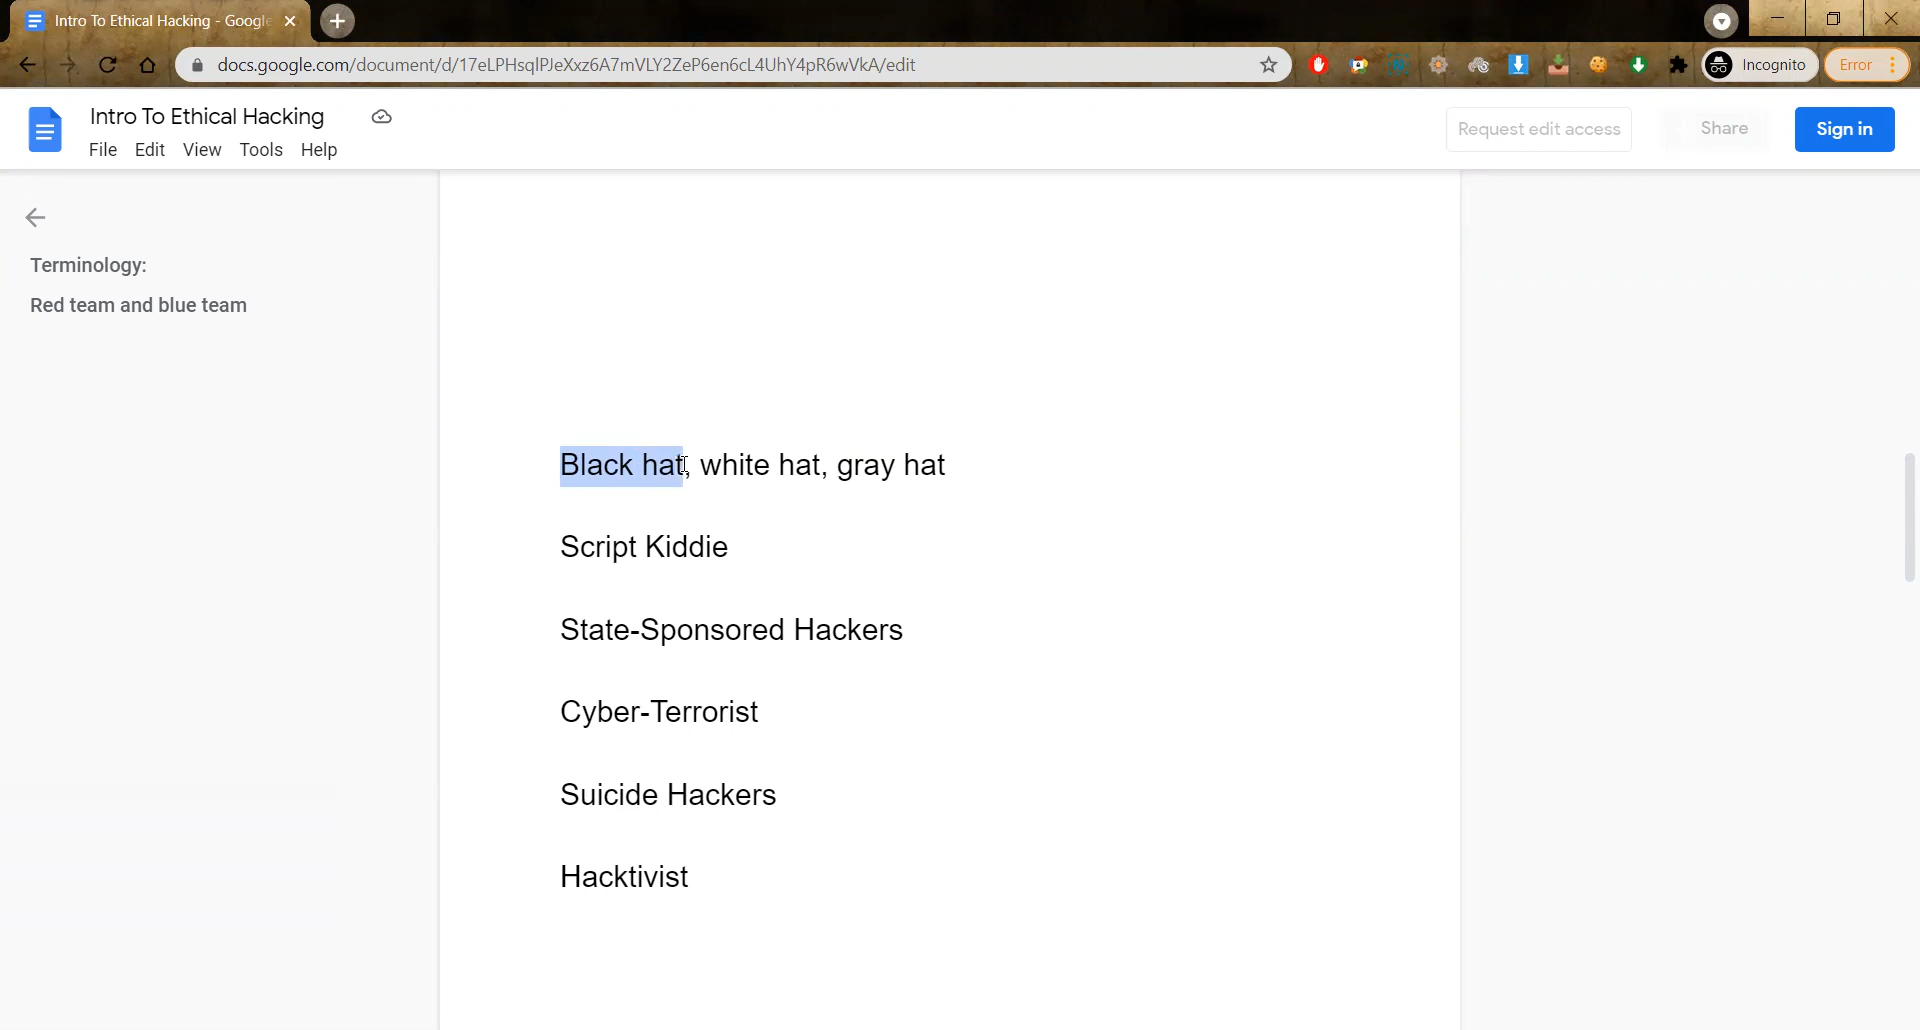 Intro To Ethical Hacking - Google
docs.google.com/document/d/17eLPHsqlPJeXxz6A7mVLY2ZeP6en6cL4UhY4pR6wVkA/edit
Incognito
Error
Intro To Ethical Hacking
File Edit View Tools Help
Request edit access
Share
Sign in
Terminology:
Red team and blue team
Black hat, white hat, gray hat
Script Kiddie
State-Sponsored Hackers
Cyber-Terrorist
Suicide Hackers
Hacktivist